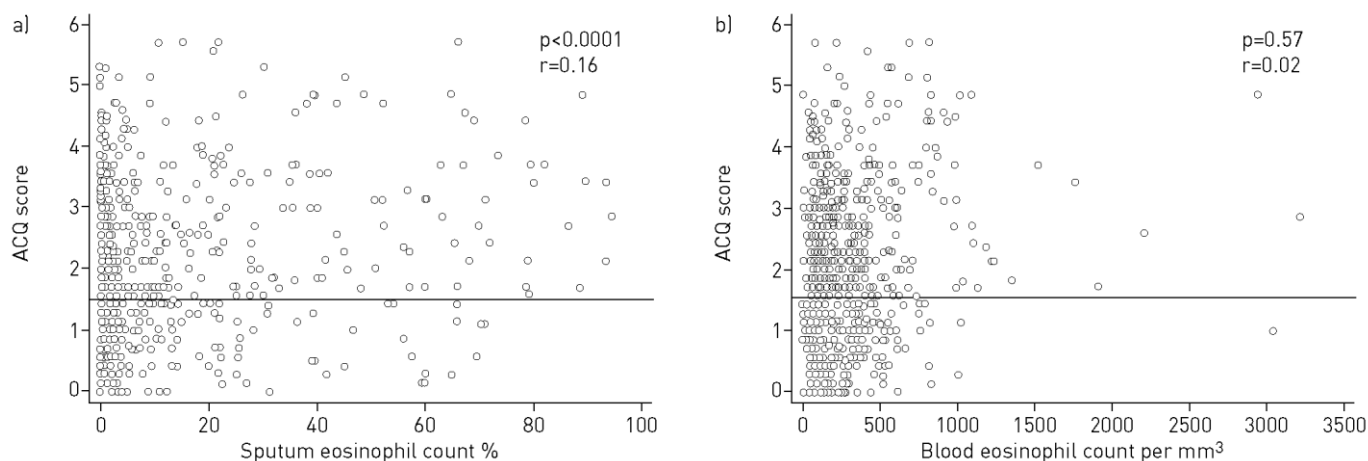 a)
p<0.0001
r=0.16
ACQ score
6
5
4
3
2
1
0
0 20 40 60 80 100
Sputum eosinophil count %
b)
p=0.57
r=0.02
ACQ score
6
5
4
3
2
1
0
0 500 1000 1500 2000 2500 3000 3500
Blood eosinophil count per mm³